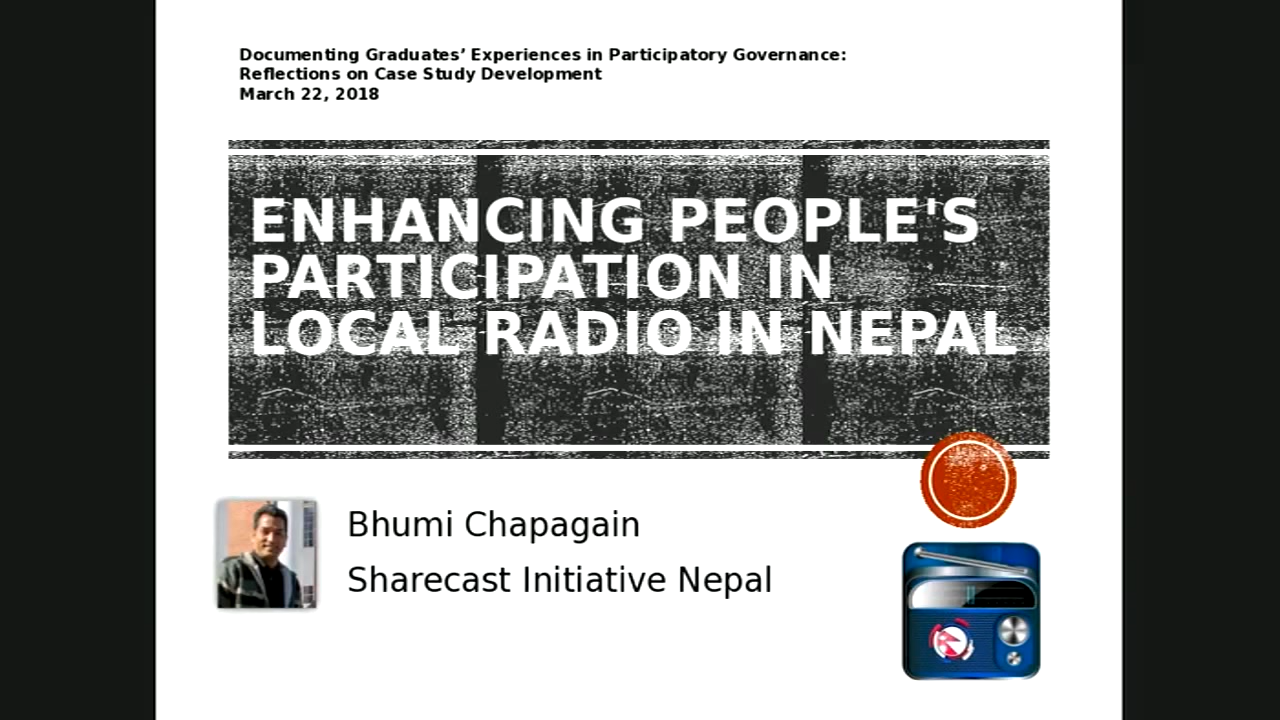 Documenting Graduates’ Experiences in Participatory Governance:
Reflections on Case Study Development
March 22, 2018
ENHANCING PEOPLE'S
PARTICIPATION IN
LOCAL RADIO IN NEPAL
Bhumi Chapagain
Sharecast Initiative Nepal